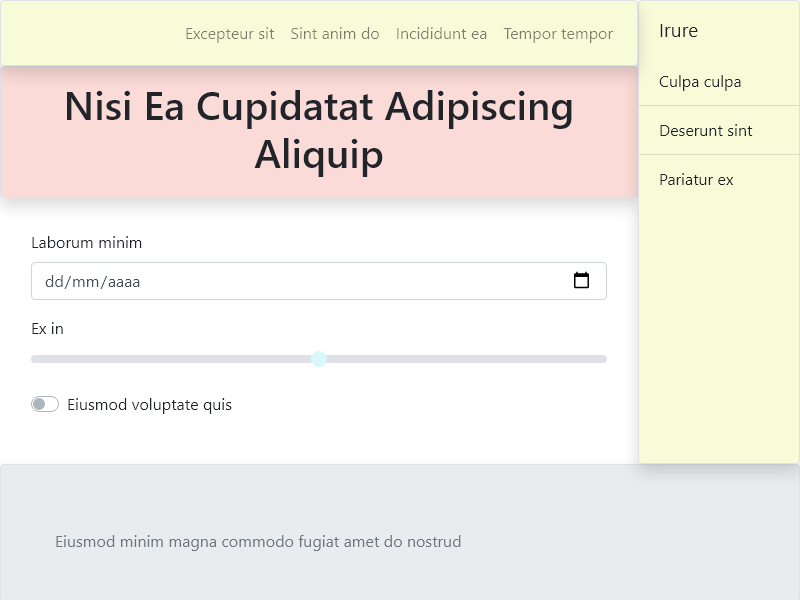 Excepteur sit Sint anim do Incididunt ea Tempor tempor
Nisi Ea Cupidatat Adipiscing
Aliquip
Laborum minim
dd/mm/aaaa
Ex in
Eiusmod voluptate quis
Irure
Culpa culpa
Deserunt sint
Pariatur ex
Eiusmod minim magna commodo fugiat amet do nostrud